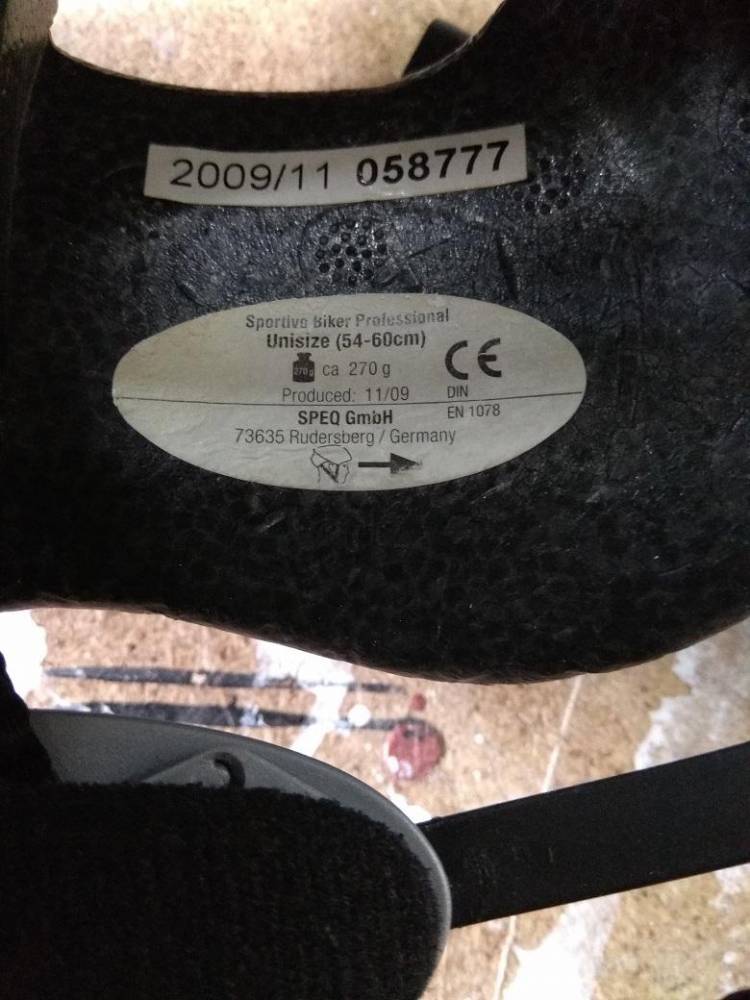 2009/11 058777
Sportive Biker Professional
Unisize (54-60cm)
270 g ca 270 g CE
Produced: 11/09 DIN
EN 1078
SPEQ GmbH
73635 Rudersberg / Germany